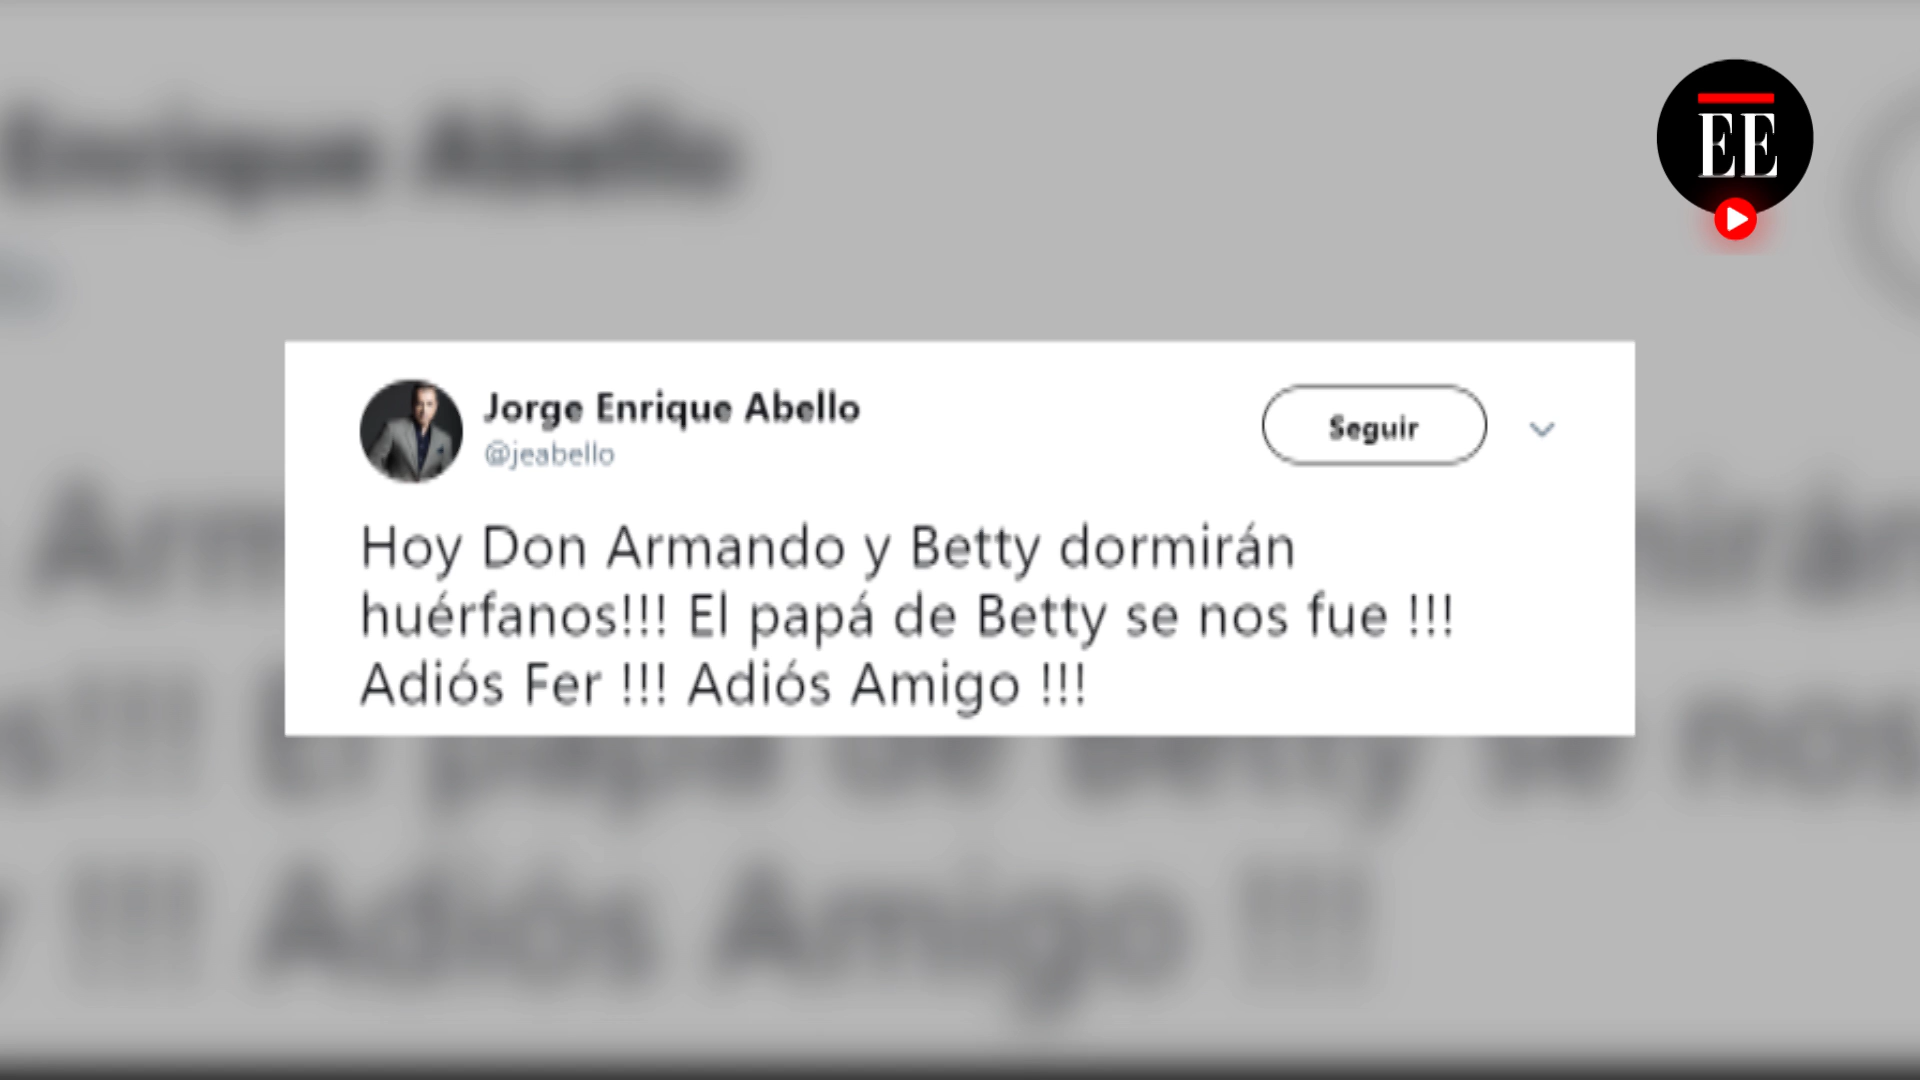 EE
Jorge Enrique Abello
@jeabello
Seguir
Hoy Don Armando y Betty dormirán
huérfanos!!! El papá de Betty se nos fue !!!
Adiós Fer !!! Adiós Amigo !!!